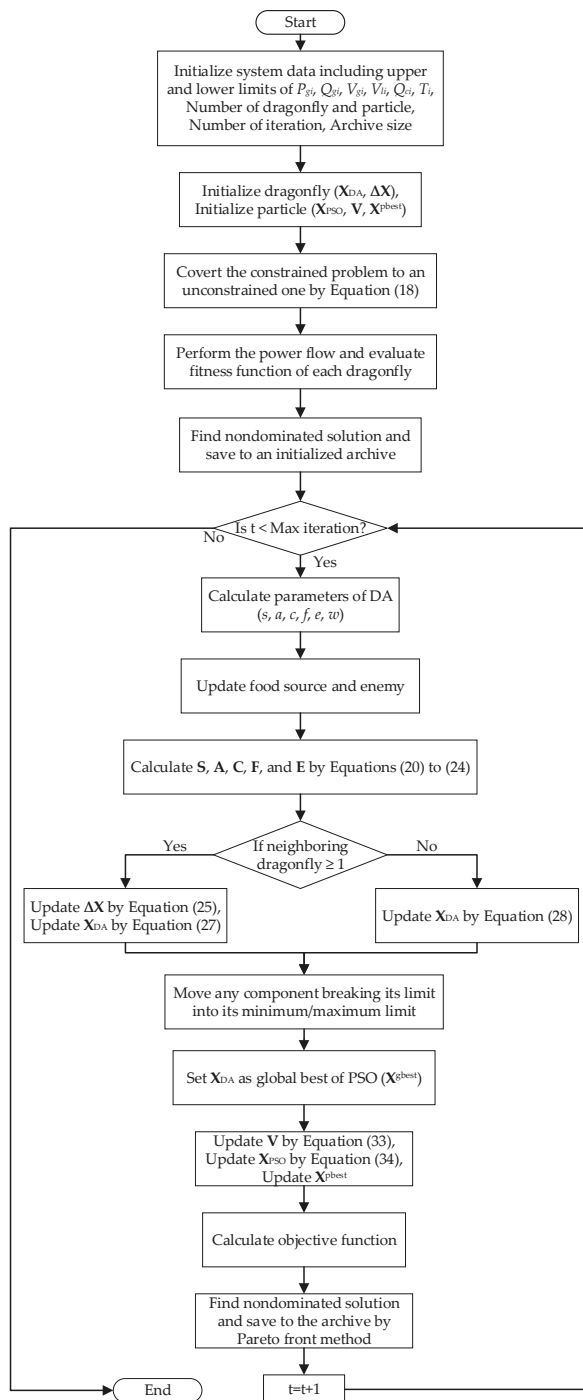 Start
Initialize system data including upper
and lower limits of Pgi, Qgi, Vgi, Vli, Qci, Ti,
Number of dragonfly and particle,
Number of iteration, Archive size
Initialize dragonfly (XDA, ΔX),
Initialize particle (XPSO, V, Xpbest)
Covert the constrained problem to an
unconstrained one by Equation (18)
Perform the power flow and evaluate
fitness function of each dragonfly
Find nondominated solution and
save to an initialized archive
Is t < Max iteration?
No
Yes
Calculate parameters of DA
(s, a, c, f, e, w)
Update food source and enemy
Calculate S, A, C, F, and E by Equations (20) to (24)
If neighboring
dragonfly ≥ 1
Yes
No
Update ΔX by Equation (25),
Update XDA by Equation (27)
Update XDA by Equation (28)
Move any component breaking its limit
into its minimum/maximum limit
Set XDA as global best of PSO (Xgbest)
Update V by Equation (33),
Update XPSO by Equation (34),
Update Xpbest
Calculate objective function
Find nondominated solution
and save to the archive by
Pareto front method
t=t+1
End